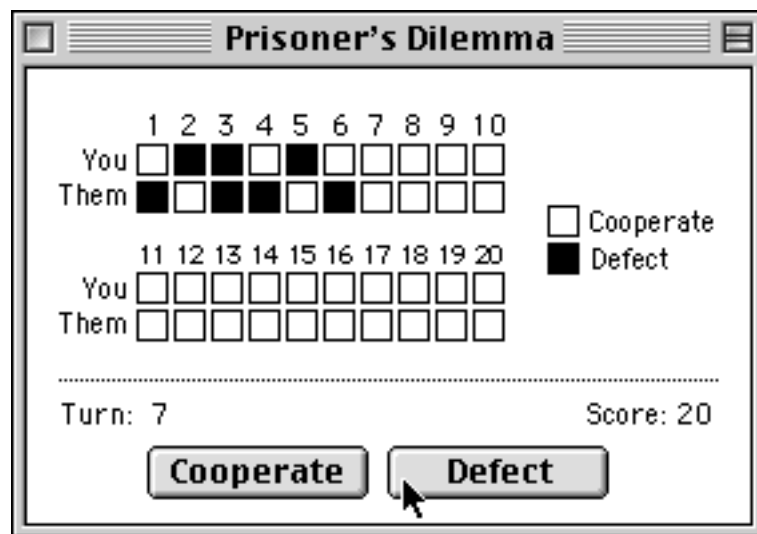 Prisoner's Dilemma
1 2 3 4 5 6 7 8 9 10
You
Them
Cooperate
Defect
11 12 13 14 15 16 17 18 19 20
You
Them
Turn: 7
Score: 20
Cooperate
Defect